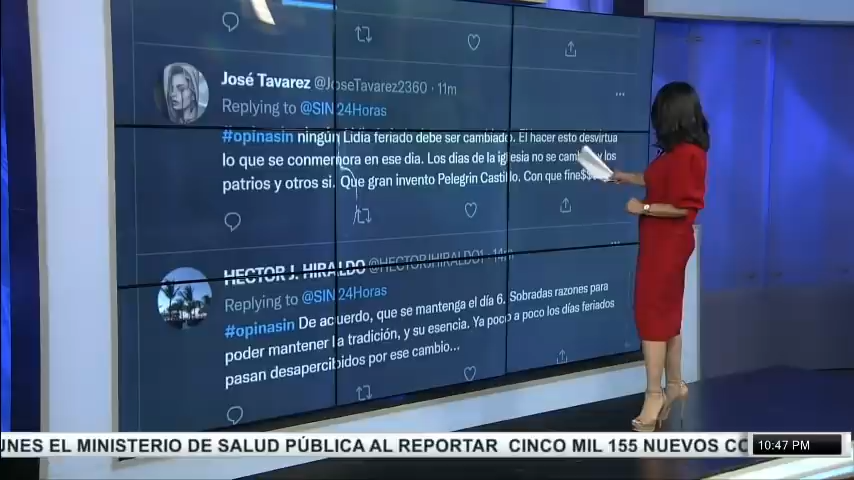 José Tavarez @JoseTavarez2360 · 11m
Replying to @SIN24Horas
#opinasin ningún Lidia feriado debe ser cambiado. El hacer esto desvirtua
lo que se conmemora en ese dia. Los dias de la iglesia no se cam los
patrios y otros si. Que gran invento Pelegrin Castillo. Con que fine$$
HECTOR J. HIRALDO @HECTORJHIRALDO1 · 14m
Replying to @SIN24Horas
#opinasin De acuerdo, que se mantenga el día 6. Sobradas razones para
poder mantener la tradición, y su esencia. Ya poco a poco los días feriados
pasan desapercibidos por ese cambio...
UNES EL MINISTERIO DE SALUD PÚBLICA AL REPORTAR CINCO MIL 155 NUEVOS CO
10:47 PM